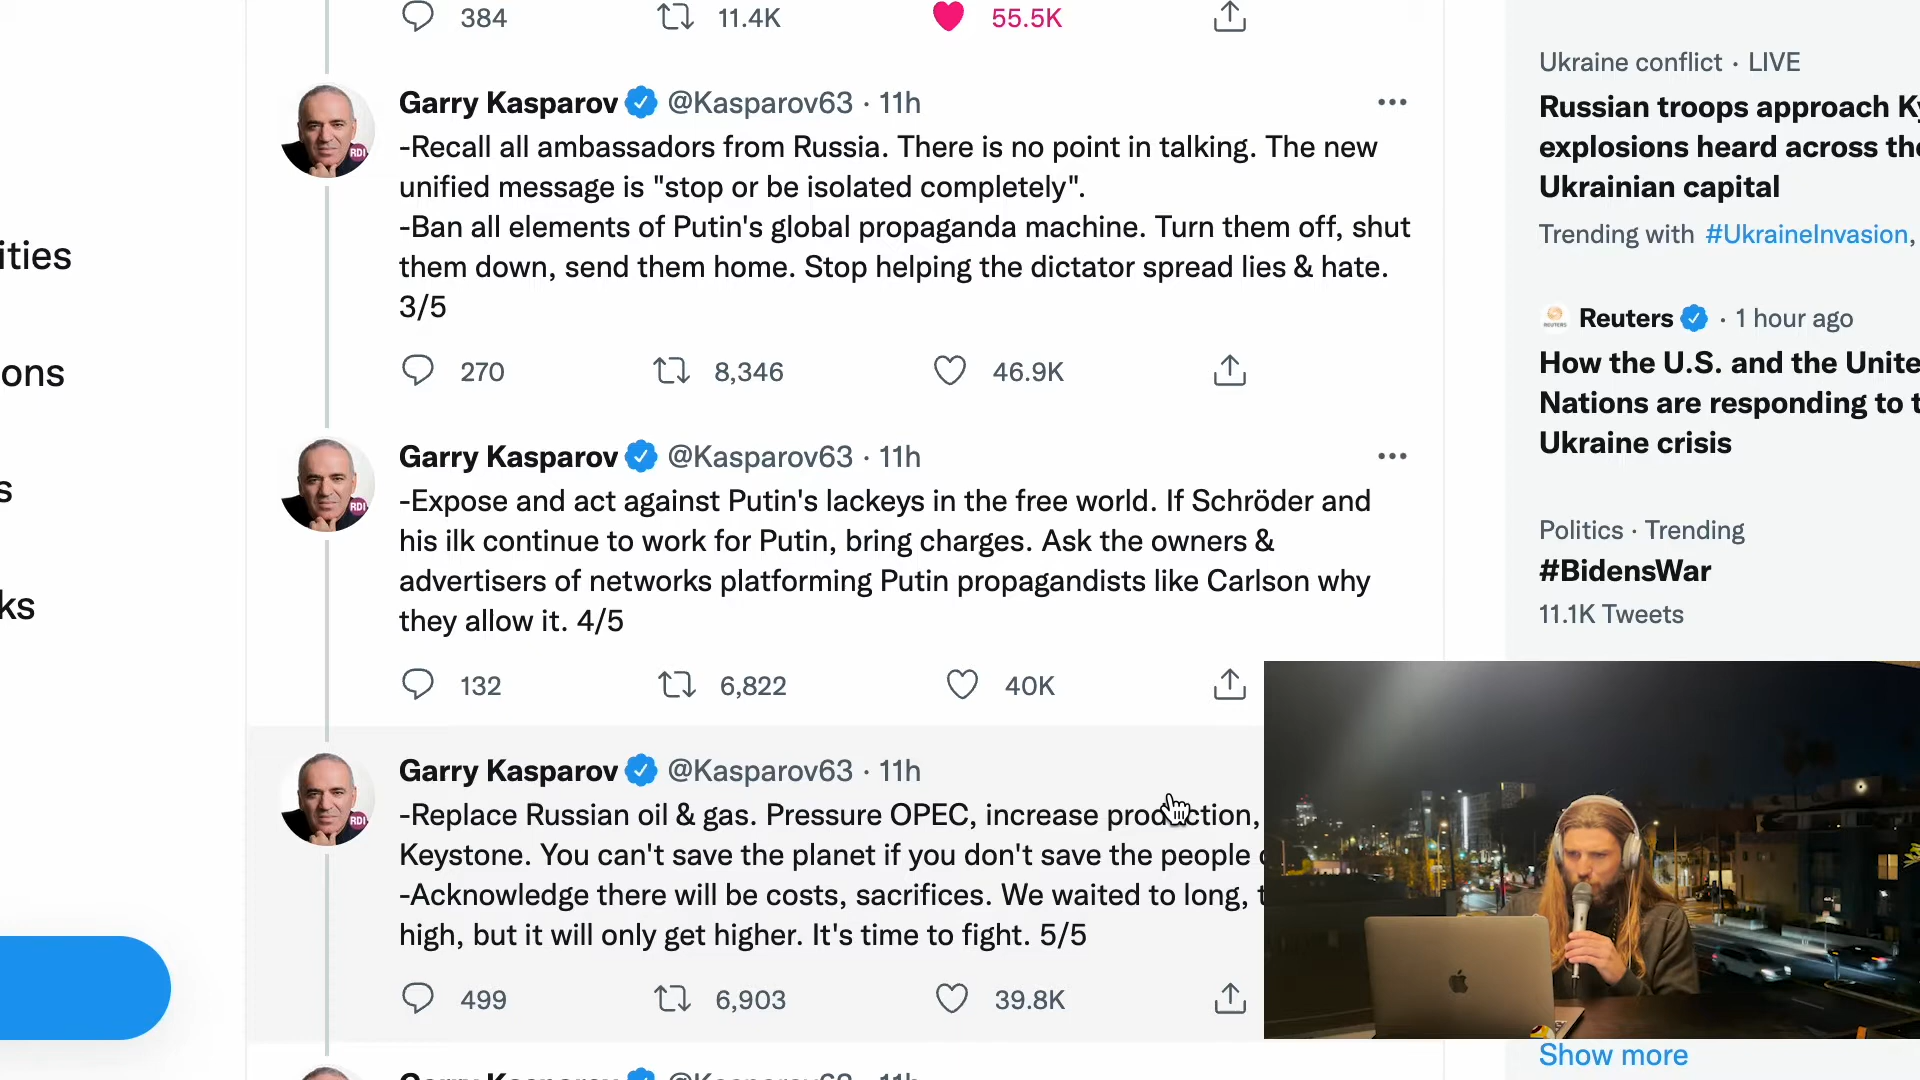 384
11.4K
55.5K
Garry Kasparov @Kasparov63 · 11h
-Recall all ambassadors from Russia. There is no point in talking. The new
unified message is "stop or be isolated completely".
-Ban all elements of Putin's global propaganda machine. Turn them off, shut
them down, send them home. Stop helping the dictator spread lies & hate.
3/5
270
8,346
46.9K
Garry Kasparov @Kasparov63 · 11h
-Expose and act against Putin's lackeys in the free world. If Schröder and
his ilk continue to work for Putin, bring charges. Ask the owners &
advertisers of networks platforming Putin propagandists like Carlson why
they allow it. 4/5
132
6,822
40K
Garry Kasparov @Kasparov63 · 11h
-Replace Russian oil & gas. Pressure OPEC, increase production,
Keystone. You can't save the planet if you don't save the people
-Acknowledge there will be costs, sacrifices. We waited to long,
high, but it will only get higher. It's time to fight. 5/5
499
6,903
39.8K
RDI
RDI
RDI
ities
ons
s
ks
Ukraine conflict · LIVE
Russian troops approach Ky
explosions heard across the
Ukrainian capital
Trending with #UkraineInvasion,
REUTERS
Reuters · 1 hour ago
How the U.S. and the Unite
Nations are responding to t
Ukraine crisis
Politics · Trending
#BidensWar
11.1K Tweets
Show more